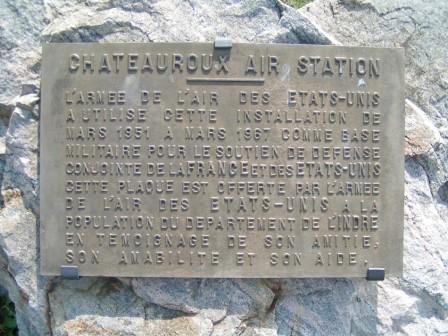 CHATEAUROUX AIR STATION
L'ARMEE DE L'AIR DES ETATS-UNIS
A UTILISE CETTE INSTALLATION DE
MARS 1951 A MARS 1967 COMME BASE
MILITAIRE POUR LE SOUTIEN DE DEFENSE
CONJOINTE DE LA FRANCE ET DES ETATS-UNIS
CETTE PLAQUE EST OFFERTE PAR L'ARMEE
DE L'AIR DES ETATS-UNIS A LA
POPULATION DU DEPARTEMENT DE L'INDRE
EN TEMOIGNAGE DE SON AMITIE,
SON AMABILITE ET SON AIDE.